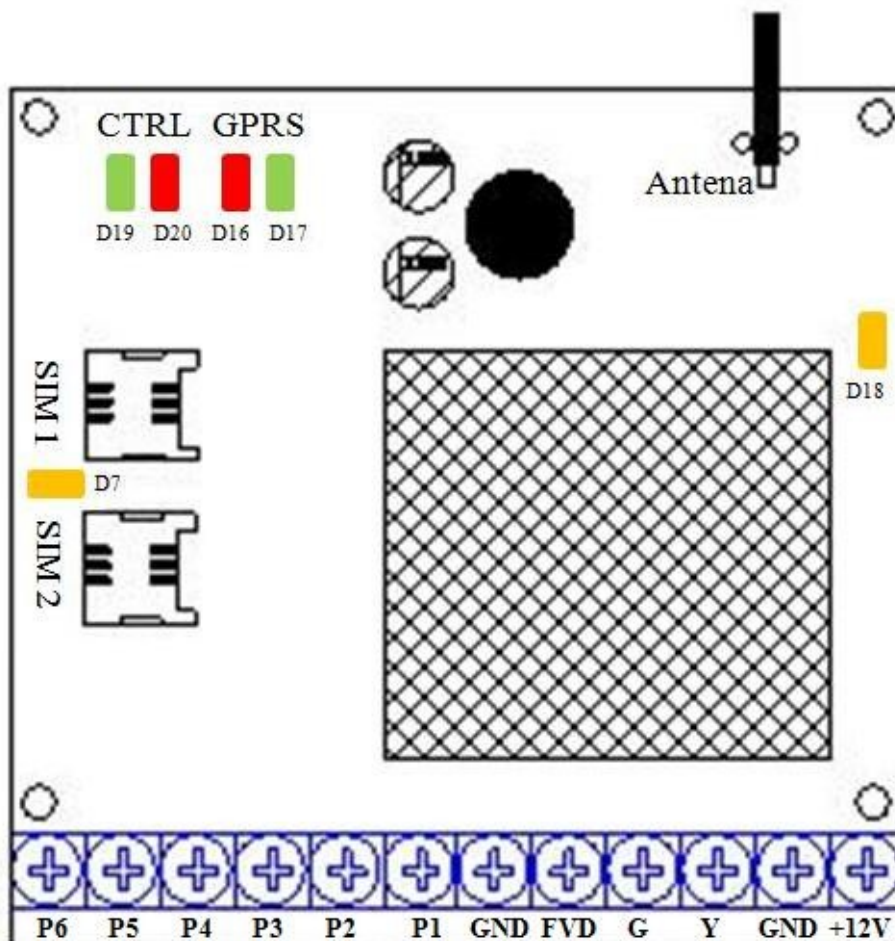 CTRL GPRS
D19 D20 D16 D17
Antena
D18
SIM 1
D7
SIM 2
P6 P5 P4 P3 P2 P1 GND FVD G Y GND +12V